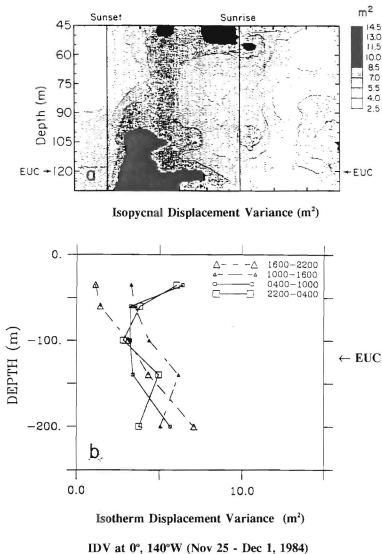 Sunset Sunrise
m²
45
60
75
90
105
120
Depth (m)
EUC →
← EUC
a
14.5
13.0
11.5
10.0
8.5
7.0
5.5
4.0
2.5
Isopycnal Displacement Variance (m²)
0.
-100.
-200.
DEPTH (m)
1600-2200
1000-1600
0400-1000
2200-0400
← EUC
b
0.0 10.0
Isotherm Displacement Variance (m²)
IDV at 0°, 140°W (Nov 25 - Dec 1, 1984)